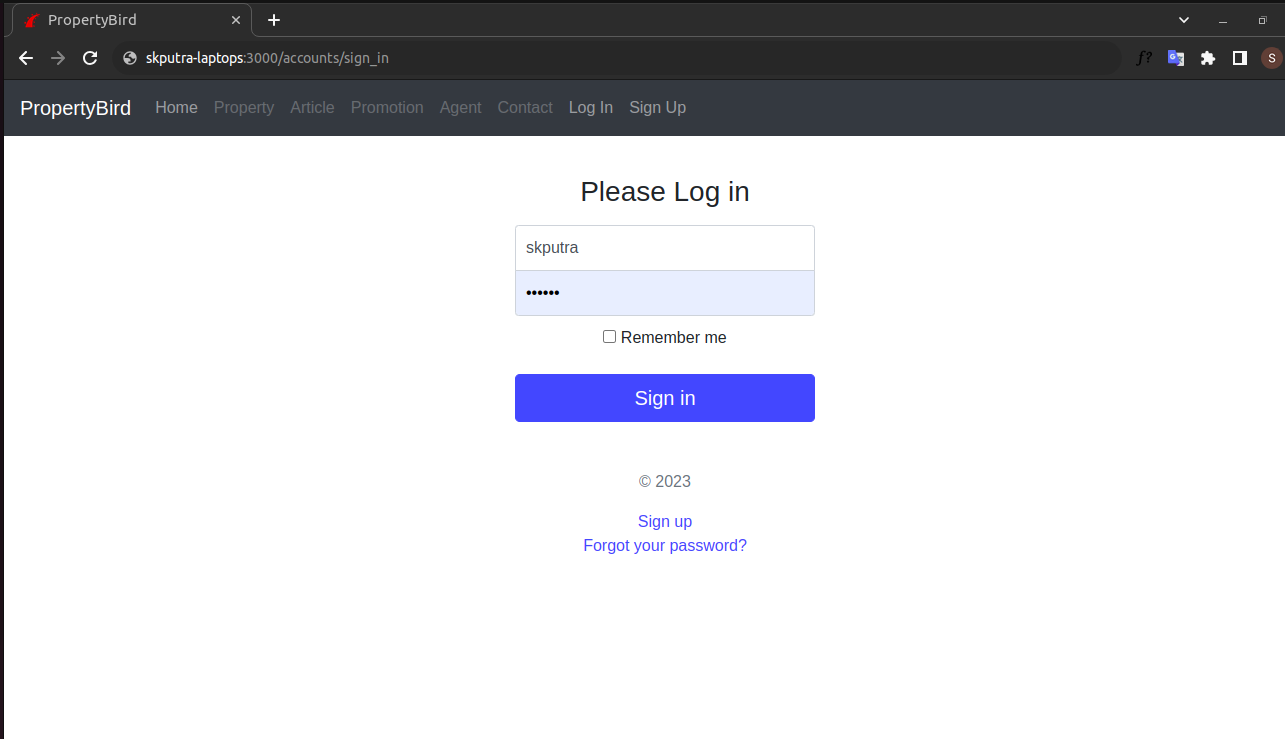 PropertyBird
skputra-laptops:3000/accounts/sign_in
f?
G
S
PropertyBird Home Property Article Promotion Agent Contact Log In Sign Up
Please Log in
skputra
••••••
Remember me
Sign in
© 2023
Sign up
Forgot your password?